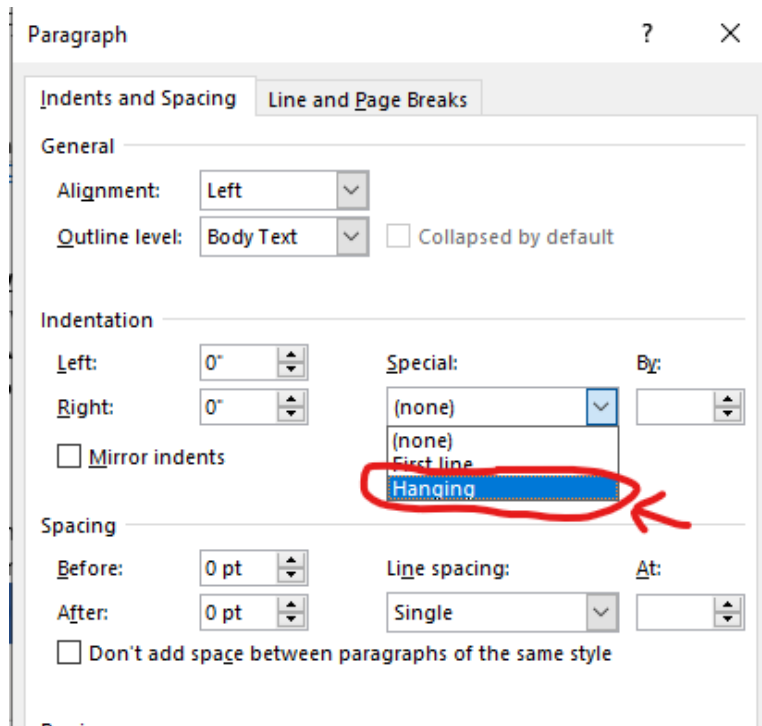 Paragraph ? ×
Indents and Spacing Line and Page Breaks
General
Alignment: Left
Outline level: Body Text Collapsed by default
Indentation
Left: 0" Special: By:
Right: 0" (none)
(none)
Mirror indents First line
Hanging
Spacing
Before: 0 pt Line spacing: At:
After: 0 pt Single
Don't add space between paragraphs of the same style